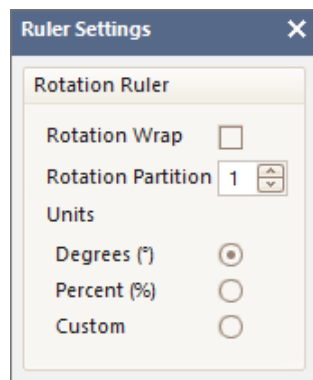 Ruler Settings
Rotation Ruler
Rotation Wrap
Rotation Partition 1
Units
Degrees (°)
Percent (%)
Custom